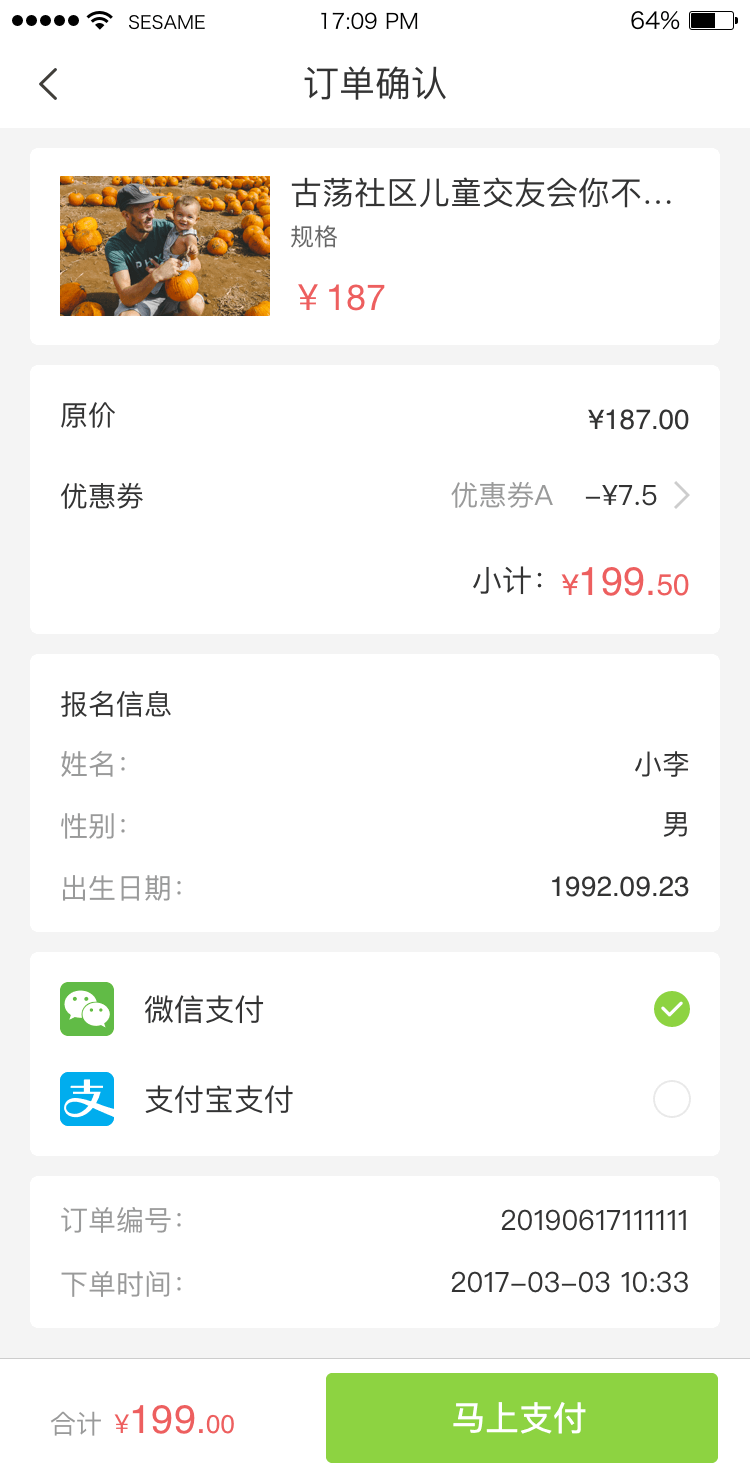 SESAME 17:09 PM 64%
订单确认
古荡社区儿童交友会你不...
规格
¥ 187
原价 ¥187.00
优惠劵 优惠券A -¥7.5
小计： ¥199.50
报名信息
姓名： 小李
性别： 男
出生日期： 1992.09.23
微信支付
支 支付宝支付
订单编号： 20190617111111
下单时间： 2017-03-03 10:33
合计 ¥199.00 马上支付